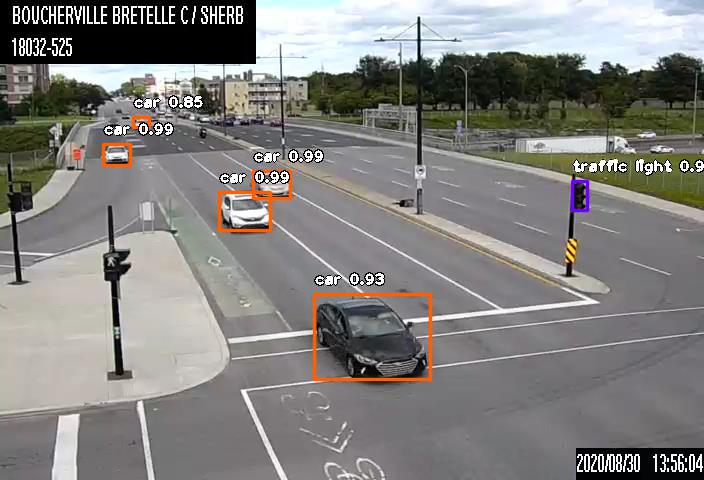 BOUCHERVILLE BRETELLE C / SHERB
18032-525
car 0.85
car 0.99
car 0.99
car 0.99
traffic light 0.9
car 0.93
2020/08/30 13:56:04